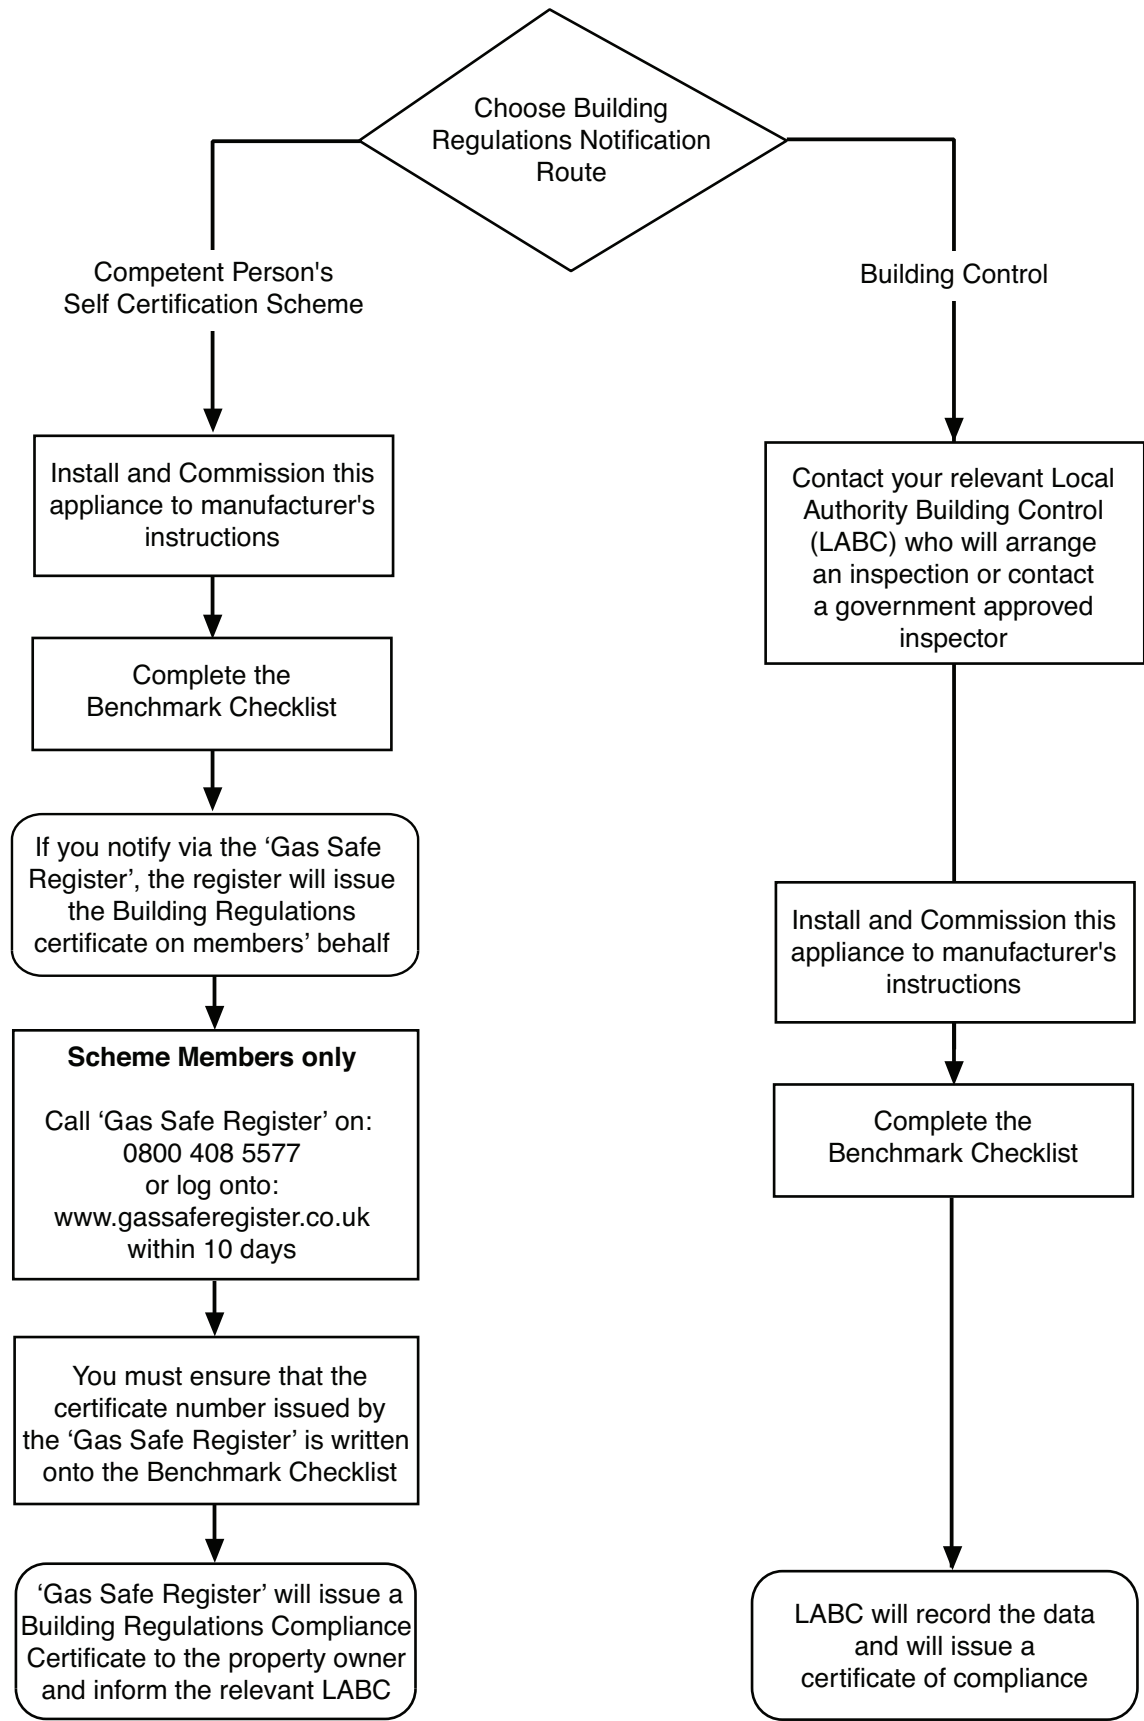 Choose Building
Regulations Notification
Route
Competent Person's
Self Certification Scheme
Building Control
Install and Commission this
appliance to manufacturer's
instructions
Complete the
Benchmark Checklist
If you notify via the ‘Gas Safe
Register’, the register will issue
the Building Regulations
certificate on members’ behalf
Scheme Members only
Call ‘Gas Safe Register’ on:
0800 408 5577
or log onto:
www.gassaferegister.co.uk
within 10 days
You must ensure that the
certificate number issued by
the ‘Gas Safe Register’ is written
onto the Benchmark Checklist
‘Gas Safe Register’ will issue a
Building Regulations Compliance
Certificate to the property owner
and inform the relevant LABC
Contact your relevant Local
Authority Building Control
(LABC) who will arrange
an inspection or contact
a government approved
inspector
Install and Commission this
appliance to manufacturer's
instructions
Complete the
Benchmark Checklist
LABC will record the data
and will issue a
certificate of compliance